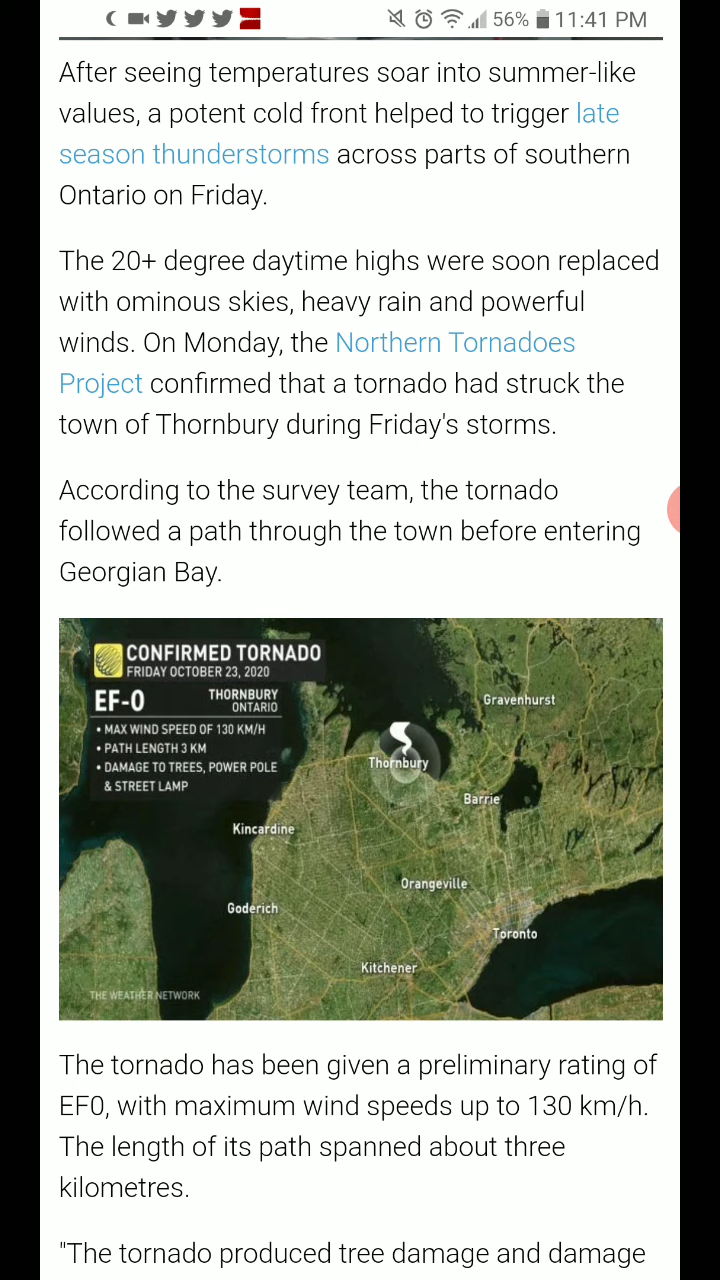 56% 11:41 PM
After seeing temperatures soar into summer-like
values, a potent cold front helped to trigger late
season thunderstorms across parts of southern
Ontario on Friday.
The 20+ degree daytime highs were soon replaced
with ominous skies, heavy rain and powerful
winds. On Monday, the Northern Tornadoes
Project confirmed that a tornado had struck the
town of Thornbury during Friday's storms.
According to the survey team, the tornado
followed a path through the town before entering
Georgian Bay.
CONFIRMED TORNADO
FRIDAY OCTOBER 23, 2020
EF-0 THORNBURY
ONTARIO
• MAX WIND SPEED OF 130 KM/H
• PATH LENGTH 3 KM
• DAMAGE TO TREES, POWER POLE
& STREET LAMP
Gravenhurst
Thornbury
Barrie
Kincardine
Orangeville
Goderich
Toronto
Kitchener
THE WEATHER NETWORK
The tornado has been given a preliminary rating of
EF0, with maximum wind speeds up to 130 km/h.
The length of its path spanned about three
kilometres.
"The tornado produced tree damage and damage